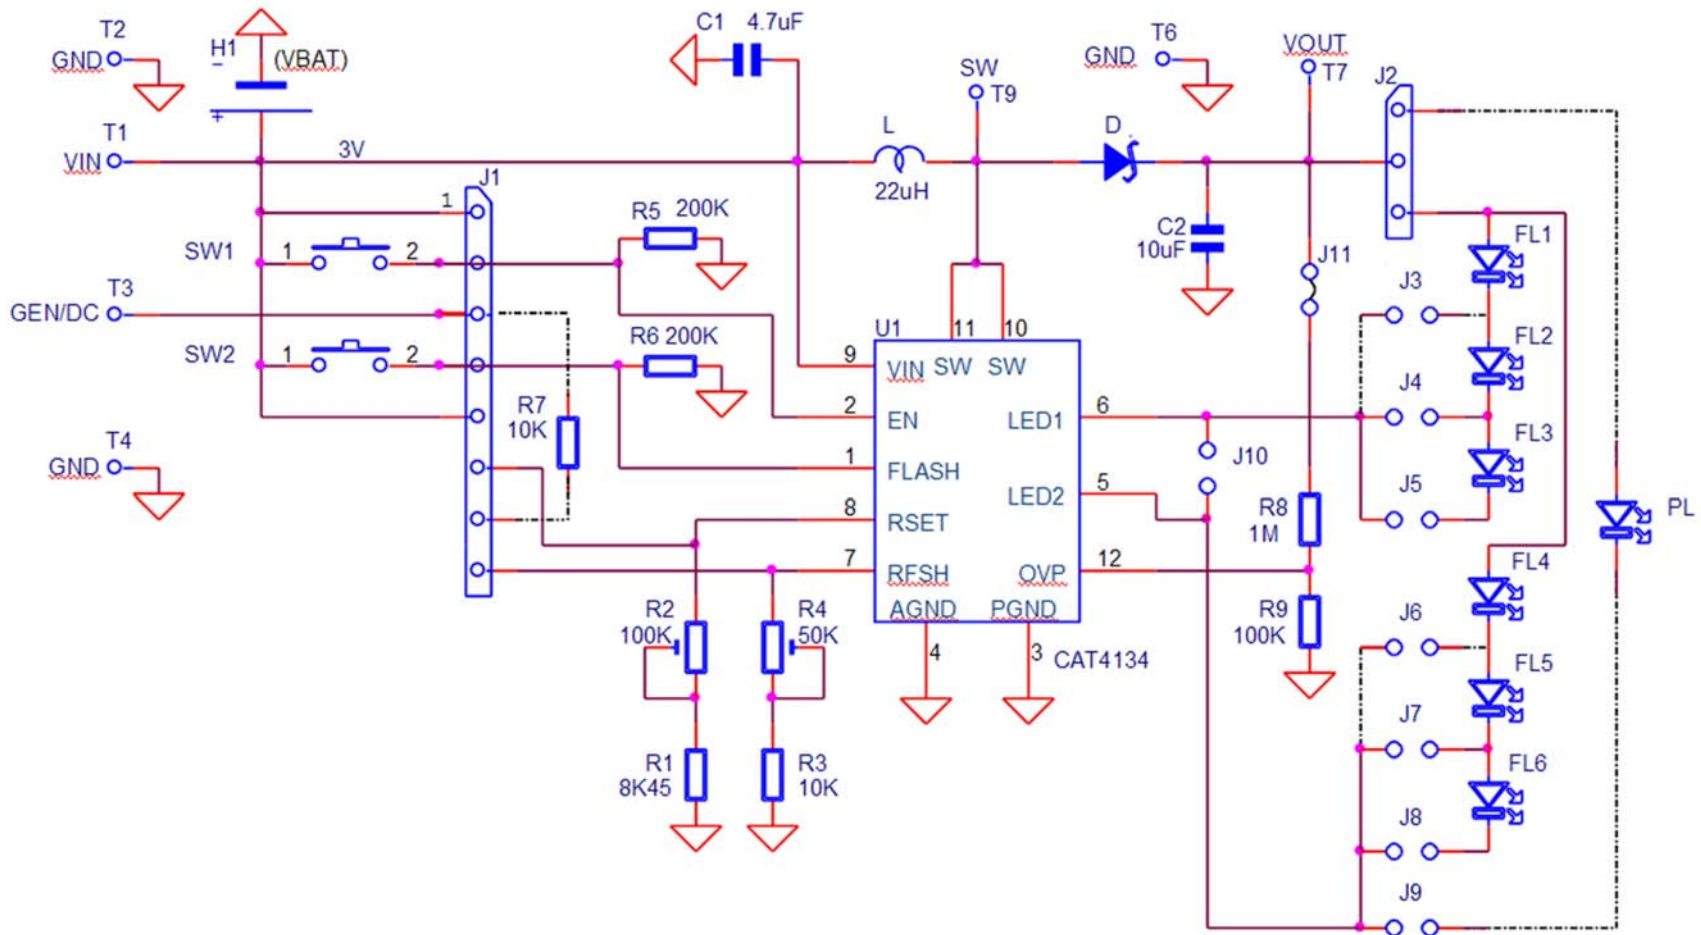 T2
GND
H1
-
(VBAT)
+
T1
VIN
3V
C1 4.7uF
SW
T9
L
22uH
D
T6
GND
VOUT
T7
J2
C2
10uF
J11
J1
1
SW1
1 2
R5 200K
T3
GEN/DC
SW2
1 2
R6 200K
R7
10K
T4
GND
U1
11 10
SW SW
9
VIN
2
EN
1
FLASH
8
RSET
7
RFSH
LED1
6
LED2
5
OVP
12
AGND PGND
4
3
CAT4134
R2
100K
R4
50K
R1
8K45
R3
10K
J10
R8
1M
R9
100K
FL1
J3
FL2
J4
FL3
J5
PL
FL4
J6
FL5
J7
FL6
J8
J9